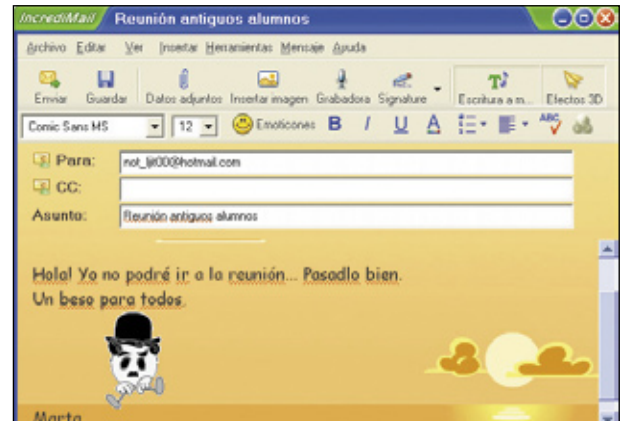 IncrediMail Reunión antiguos alumnos
Archivo Editar Ver Insertar Herramientas Mensaje Ayuda
Enviar Guardar Datos adjuntos Insertar imagen Grabadora Signature Escritura a m... Efectos 3D
Comic Sans MS 12 Emoticones B I U A ABC
Para: @hotmail.com
CC:
Asunto: Reunión antiguos alumnos
Hola! Yo no podré ir a la reunión... Pasadlo bien.
Un beso para todos.
Marta